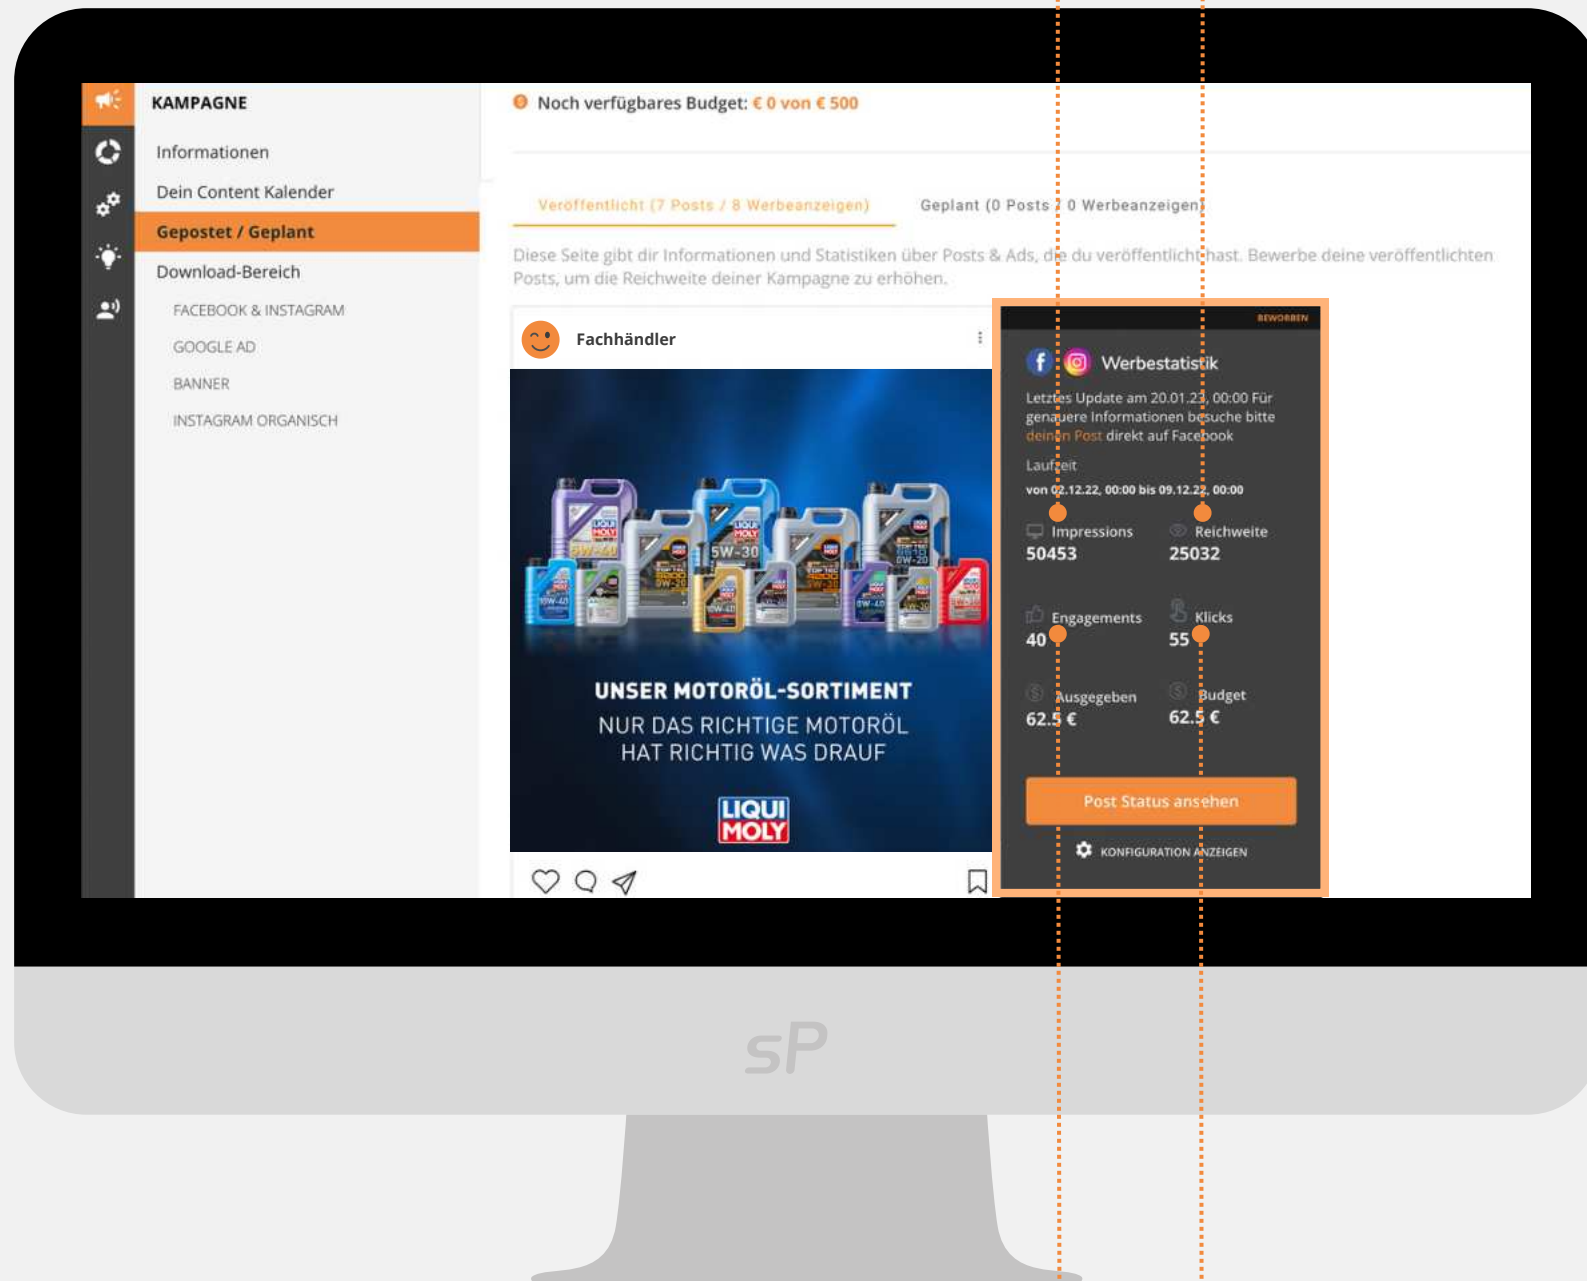 KAMPAGNE
Informationen
Dein Content Kalender
Gepostet / Geplant
Download-Bereich
FACEBOOK & INSTAGRAM
GOOGLE AD
BANNER
INSTAGRAM ORGANISCH
Noch verfügbares Budget: € 0 von € 500
Veröffentlicht (7 Posts / 8 Werbeanzeigen)
Geplant (0 Posts / 0 Werbeanzeigen)
Diese Seite gibt dir Informationen und Statistiken über Posts & Ads, die du veröffentlicht hast. Bewerbe deine veröffentlichten
Posts, um die Reichweite deiner Kampagne zu erhöhen.
Fachhändler
LIQUI
MOLY
5W-40
5W-30
UNSER MOTORÖL-SORTIMENT
NUR DAS RICHTIGE MOTORÖL
HAT RICHTIG WAS DRAUF
LIQUI
MOLY
BEWORBEN
Werbestatistik
Letztes Update am 20.01.23, 00:00 Für
genauere Informationen besuche bitte
deinen Post direkt auf Facebook
Laufzeit
von 02.12.22, 00:00 bis 09.12.22, 00:00
Impressions
50453
Reichweite
25032
Engagements
40
Klicks
55
Ausgegeben
62.5 €
Budget
62.5 €
Post Status ansehen
KONFIGURATION ANZEIGEN
sP